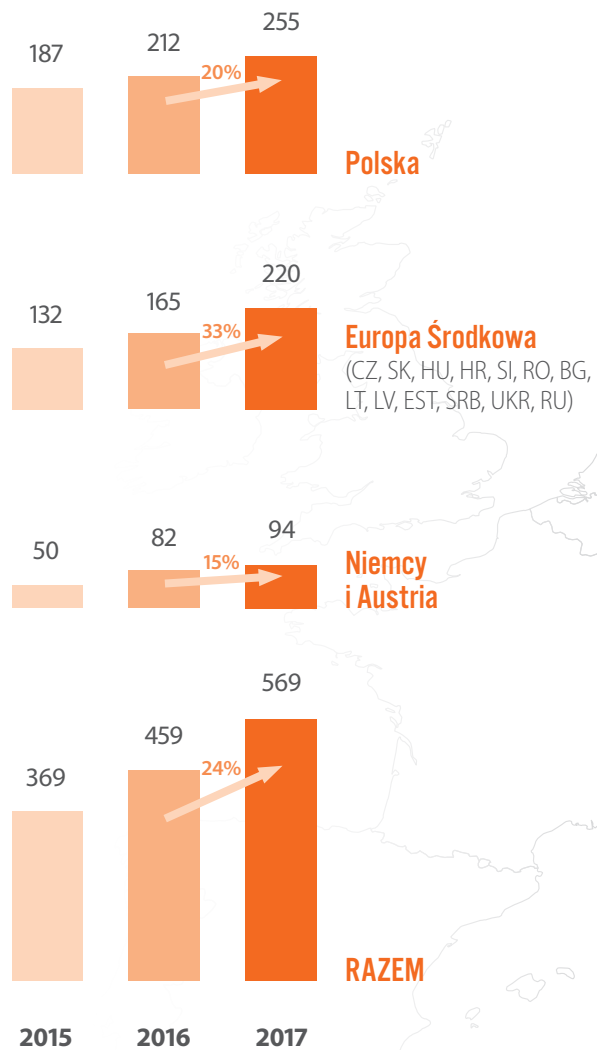 187
212
255
20%
Polska
132
165
220
33%
Europa Środkowa
(CZ, SK, HU, HR, SI, RO, BG,
LT, LV, EST, SRB, UKR, RU)
50
82
94
15%
Niemcy
i Austria
369
459
569
24%
RAZEM
2015
2016
2017